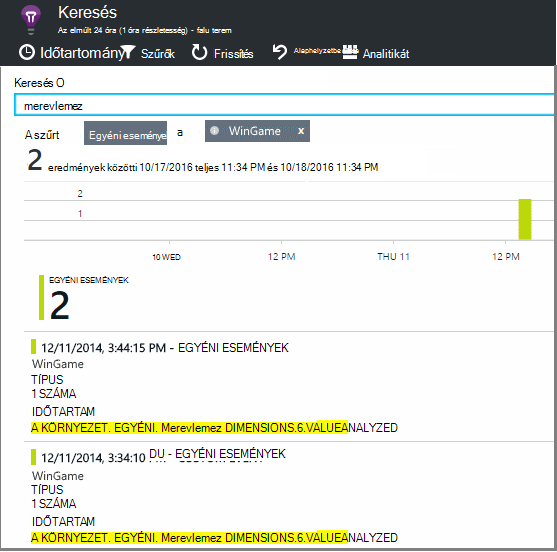 Keresés
Az elmúlt 24 óra (1 óra részletesség) - falu terem
Időtartomány Szűrők Frissítés Alaphelyzetbe Analitikát
Keresés O
merevlemez
A szűrt Egyéni eseménye a WinGame x
2 eredmények közötti 10/17/2016 teljes 11:34 PM és 10/18/2016 11:34 PM
2
1
10 WED 12 PM THU 11 12 PM
EGYÉNI ESEMÉNYEK
2
12/11/2014, 3:44:15 PM - EGYÉNI ESEMÉNYEK
WinGame
TÍPUS
1 SZÁMA
IDŐTARTAM
A KÖRNYEZET. EGYÉNI. Merevlemez DIMENSIONS.6.VALUEANALYZED
12/11/2014, 3:34:10 DU - EGYÉNI ESEMÉNYEK
WinGame
TÍPUS
1 SZÁMA
IDŐTARTAM
A KÖRNYEZET. EGYÉNI. Merevlemez DIMENSIONS.6.VALUEANALYZED